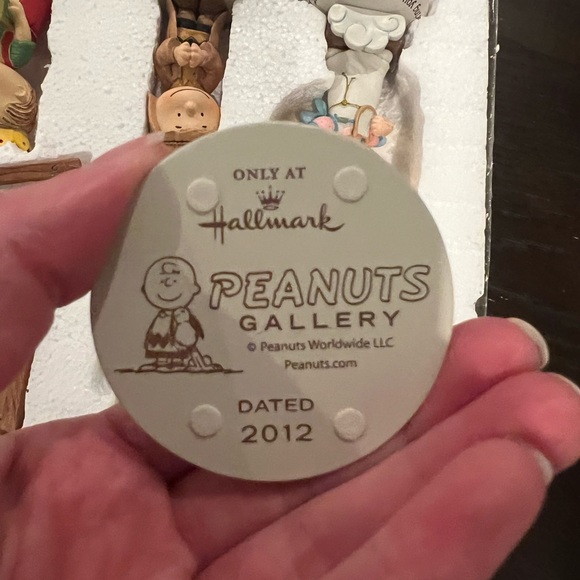 ONLY AT
Hallmark
PEANUTS
GALLERY
© Peanuts Worldwide LLC
Peanuts.com
DATED
2012